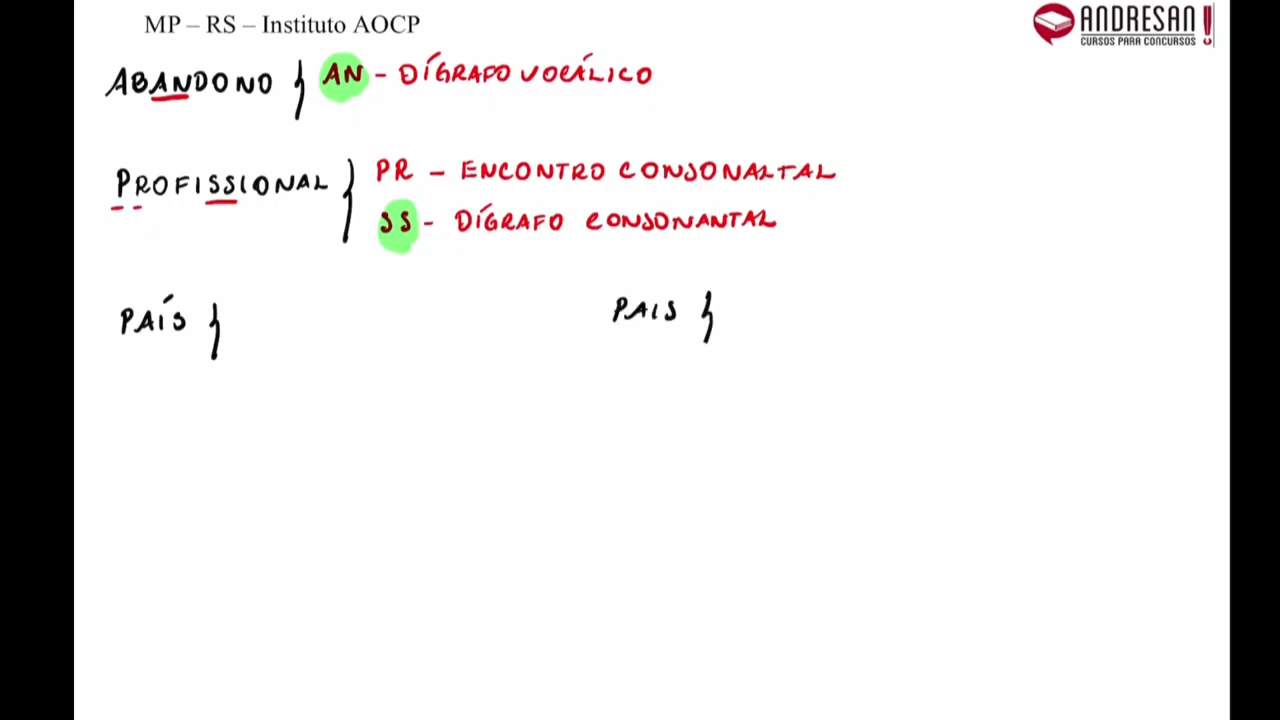 MP – RS – Instituto AOCP
ANDRESAN!
CURSOS PARA CONCURSOS
ABANDONO } AN - DÍGRAFO VOCÁLICO
PROFISSIONAL } PR - ENCONTRO CONSONALTAL
SS - DÍGRAFO CONSONANTAL
PAÍS } PAIS }